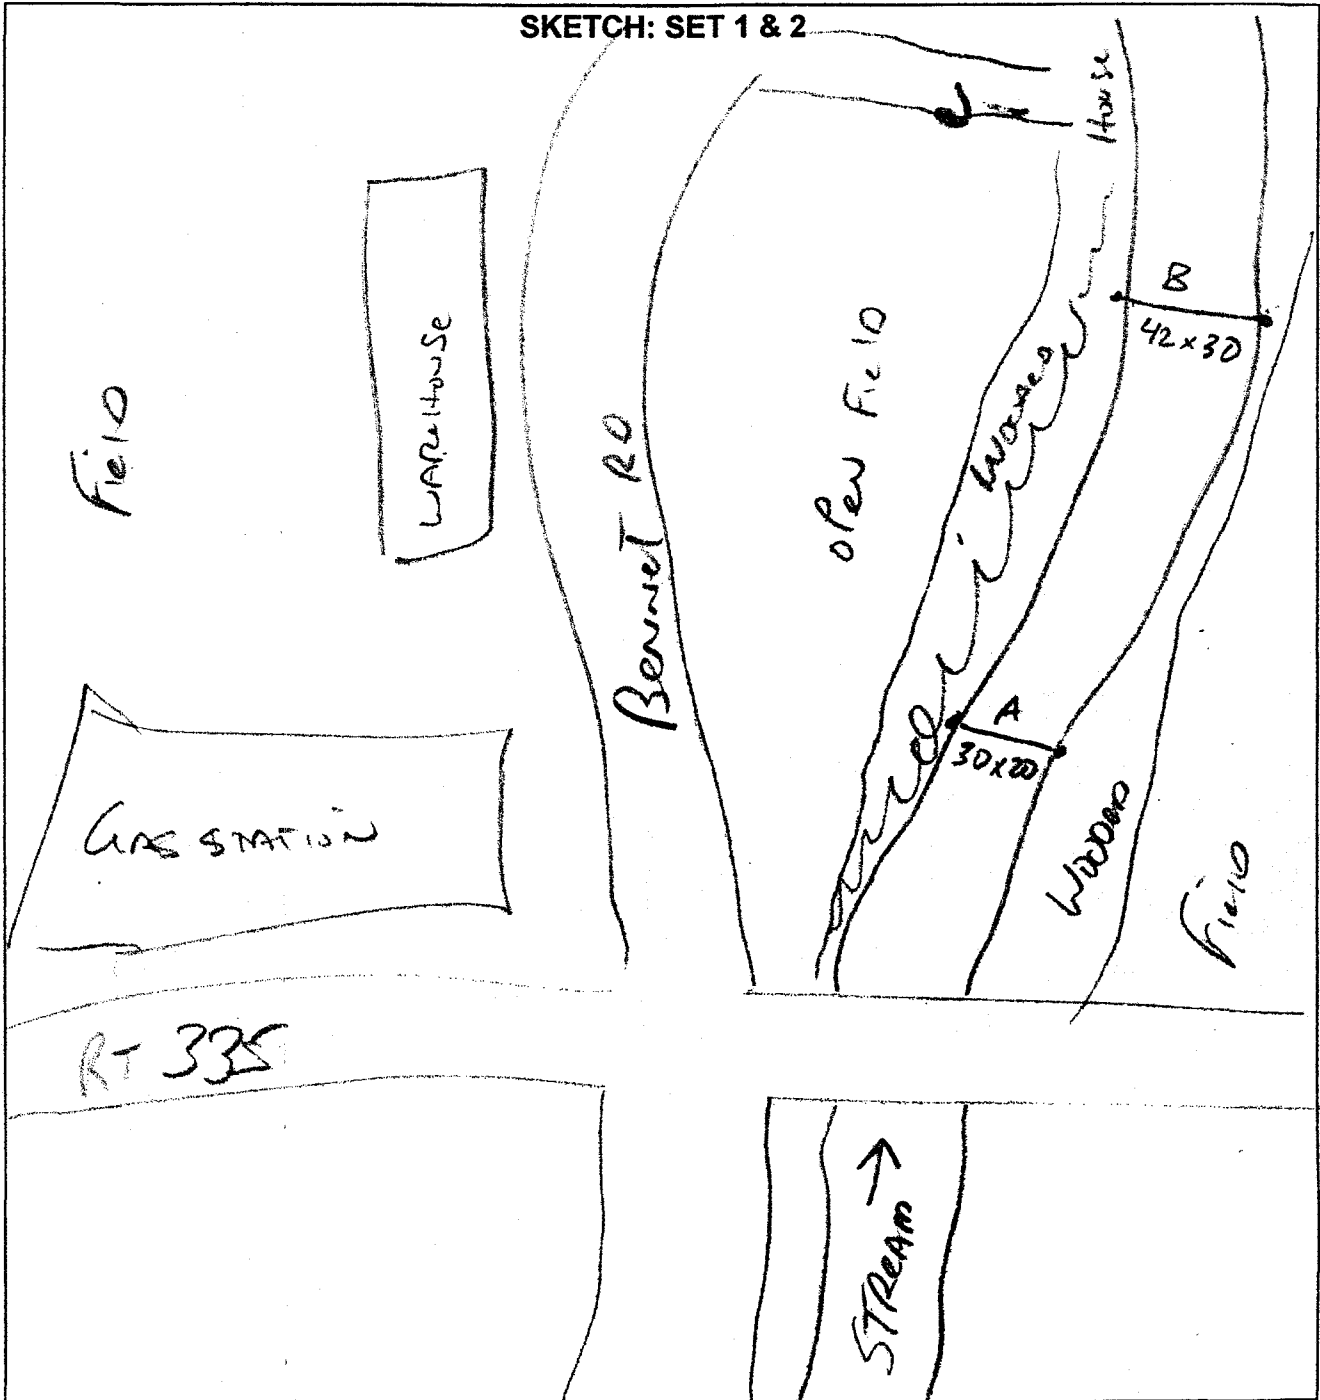 SKETCH: SET 1 & 2
House
B
42x30
WAREHOUSE
FieLD
OPeN FieLD
WOODED
BeNNeT RD
A
30x20
GAS STATION
WOODED
FieLD
RT 335
STReAM →